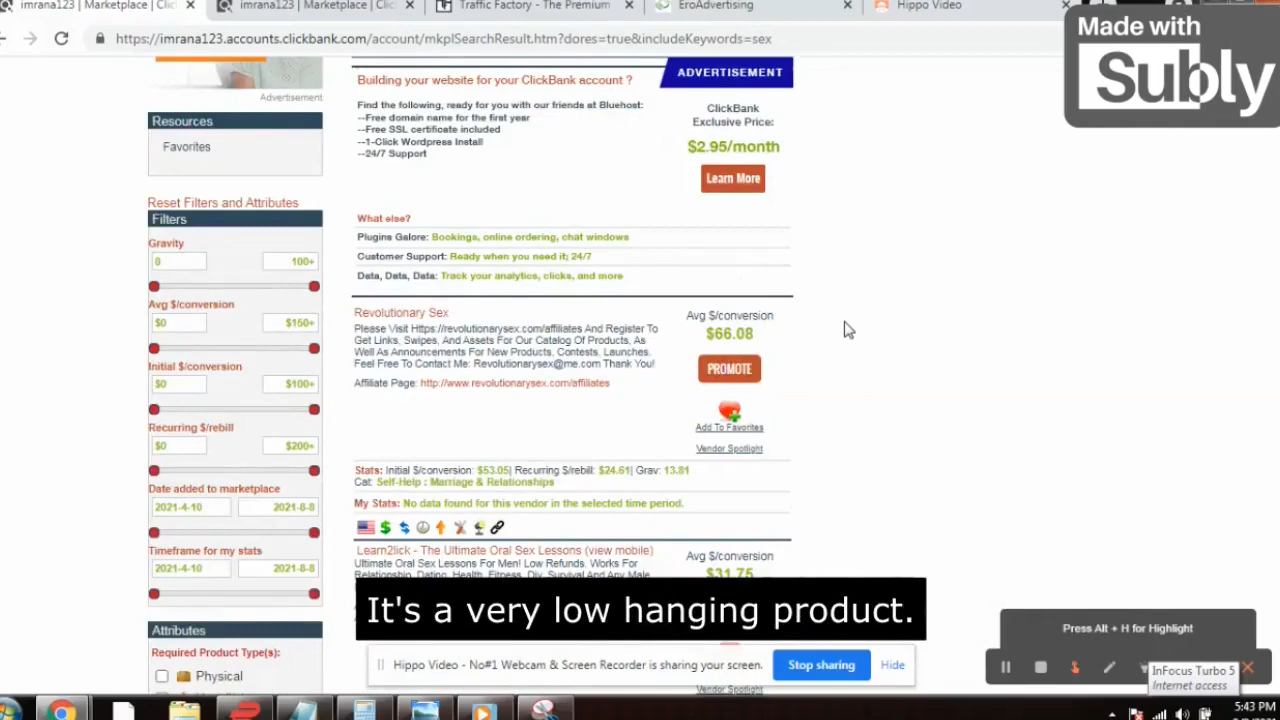 imrana123 | Marketplace | Clic
imrana123 | Marketplace | Click
Traffic Factory - The Premium
EroAdvertising
Hippo Video
https://imrana123.accounts.clickbank.com/account/mkplSearchResult.htm?dores=true&includeKeywords=sex
Made with
Subly
Advertisement
Resources
Favorites
Reset Filters and Attributes
Filters
Gravity
0
100+
Avg $/conversion
$0
$150+
Initial $/conversion
$0
$100+
Recurring $/rebill
$0
$200+
Date added to marketplace
2021-4-10
2021-8-8
Timeframe for my stats
2021-4-10
2021-8-8
Attributes
Required Product Type(s):
Physical
Building your website for your ClickBank account ?
ADVERTISEMENT
Find the following, ready for you with our friends at Bluehost:
--Free domain name for the first year
--Free SSL certificate included
--1-Click Wordpress Install
--24/7 Support
ClickBank
Exclusive Price:
$2.95/month
Learn More
What else?
Plugins Galore: Bookings, online ordering, chat windows
Customer Support: Ready when you need it; 24/7
Data, Data, Data: Track your analytics, clicks, and more
Revolutionary Sex
Please Visit Https://revolutionarysex.com/affiliates And Register To
Get Links, Swipes, And Assets For Our Catalog Of Products, As
Well As Announcements For New Products, Contests, Launches.
Feel Free To Contact Me: Revolutionarysex@me.com Thank You!
Affiliate Page: http://www.revolutionarysex.com/affiliates
Avg $/conversion
$66.08
PROMOTE
Add To Favorites
Vendor Spotlight
Stats: Initial $/conversion: $53.05| Recurring $/rebill: $24.61| Grav: 13.81
Cat: Self-Help : Marriage & Relationships
My Stats: No data found for this vendor in the selected time period.
Learn2lick - The Ultimate Oral Sex Lessons (view mobile)
Ultimate Oral Sex Lessons For Men! Low Refunds. Works For
Relationship, Dating, Health, Fitness, Diy, Survival And Any Male
Avg $/conversion
$31.75
It's a very low hanging product.
Hippo Video - No#1 Webcam & Screen Recorder is sharing your screen.
Stop sharing
Hide
Vendor Spotlight
Press Alt + H for Highlight
InFocus Turbo 5
Internet access
5:43 PM